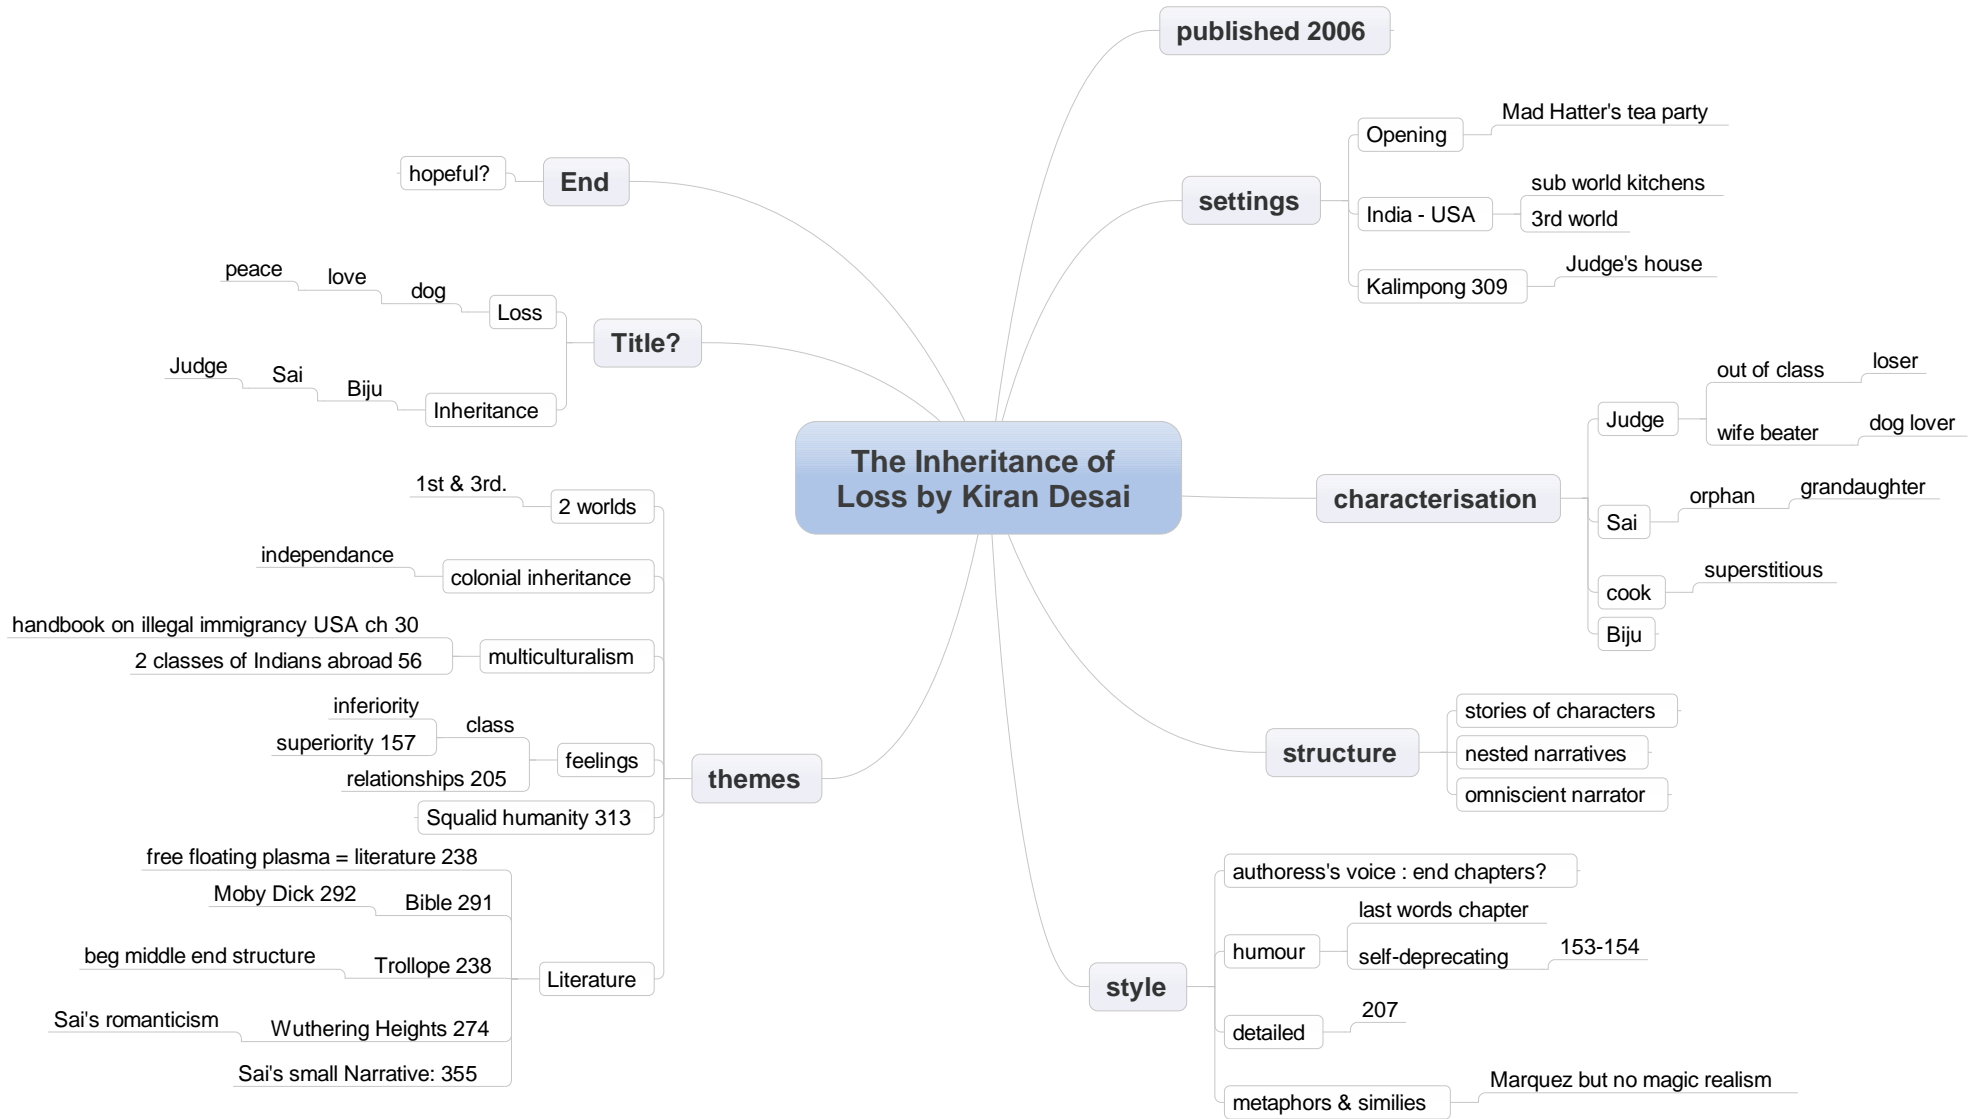 The Inheritance of
Loss by Kiran Desai
published 2006
settings
Opening
Mad Hatter's tea party
India - USA
sub world kitchens
3rd world
Kalimpong 309
Judge's house
characterisation
Judge
out of class
loser
wife beater
dog lover
Sai
orphan
grandaughter
cook
superstitious
Biju
structure
stories of characters
nested narratives
omniscient narrator
style
authoress's voice : end chapters?
humour
last words chapter
self-deprecating
153-154
detailed
207
metaphors & similies
Marquez but no magic realism
End
hopeful?
Title?
Loss
dog
love
peace
Inheritance
Biju
Sai
Judge
themes
2 worlds
1st & 3rd.
colonial inheritance
independance
multiculturalism
handbook on illegal immigrancy USA ch 30
2 classes of Indians abroad 56
feelings
class
inferiority
superiority 157
relationships 205
Squalid humanity 313
Literature
free floating plasma = literature 238
Bible 291
Moby Dick 292
Trollope 238
beg middle end structure
Wuthering Heights 274
Sai's romanticism
Sai's small Narrative: 355